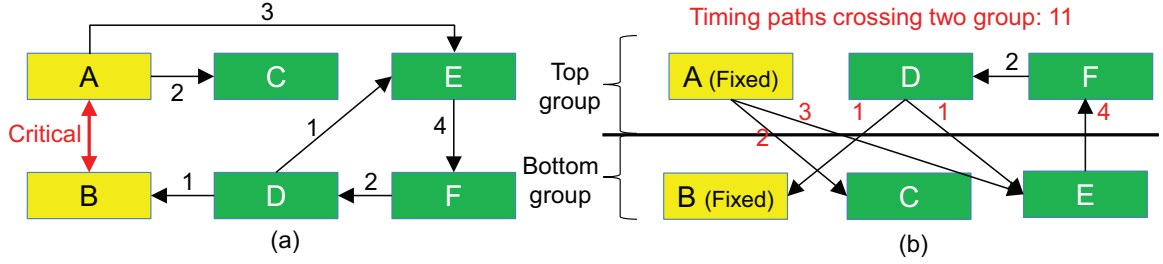 3
A
C
E
2
Critical
1
4
B
1
D
2
F
(a)
Timing paths crossing two group: 11
Top
group
A (Fixed)
D
2
F
3
1
1
4
2
Bottom
group
B (Fixed)
C
E
(b)